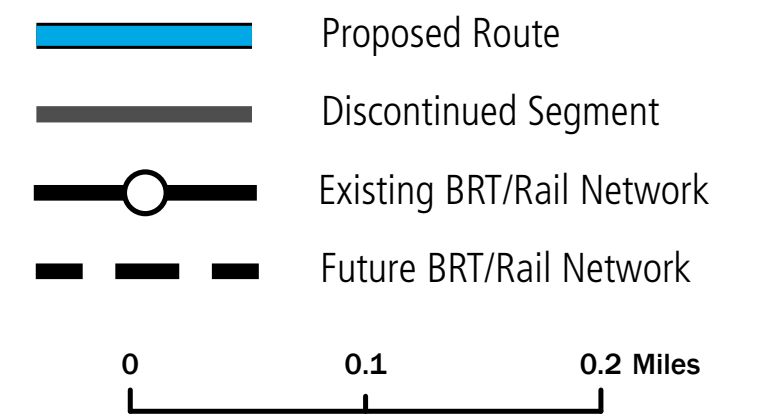 Proposed Route
Discontinued Segment
Existing BRT/Rail Network
Future BRT/Rail Network
0 0.1 0.2 Miles